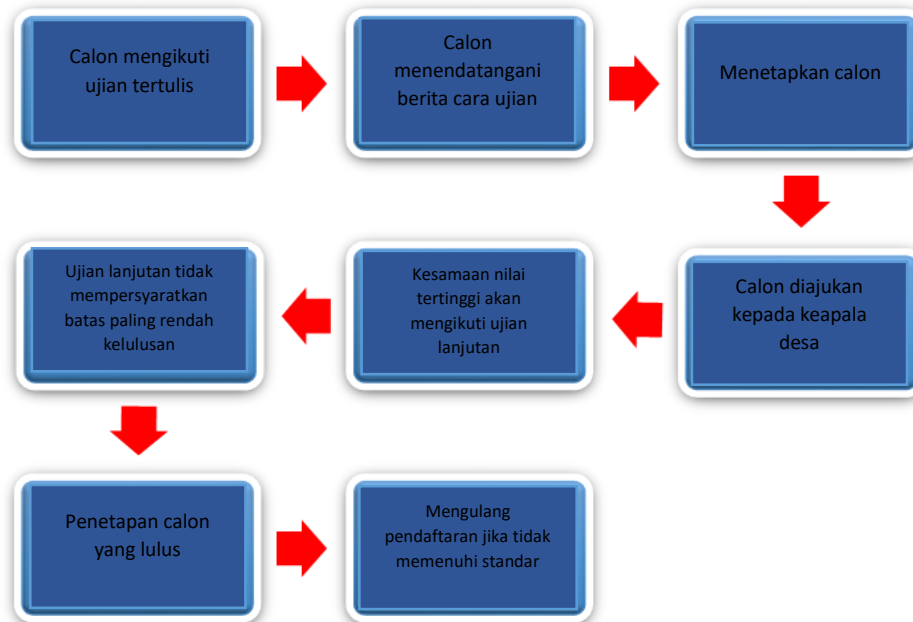 Calon mengikuti
ujian tertulis
Calon
menendatangani
berita cara ujian
Menetapkan calon
Calon diajukan
kepada keapala
desa
Kesamaan nilai
tertinggi akan
mengikuti ujian
lanjutan
Ujian lanjutan tidak
mempersyaratkan
batas paling rendah
kelulusan
Penetapan calon
yang lulus
Mengulang
pendaftaran jika tidak
memenuhi standar